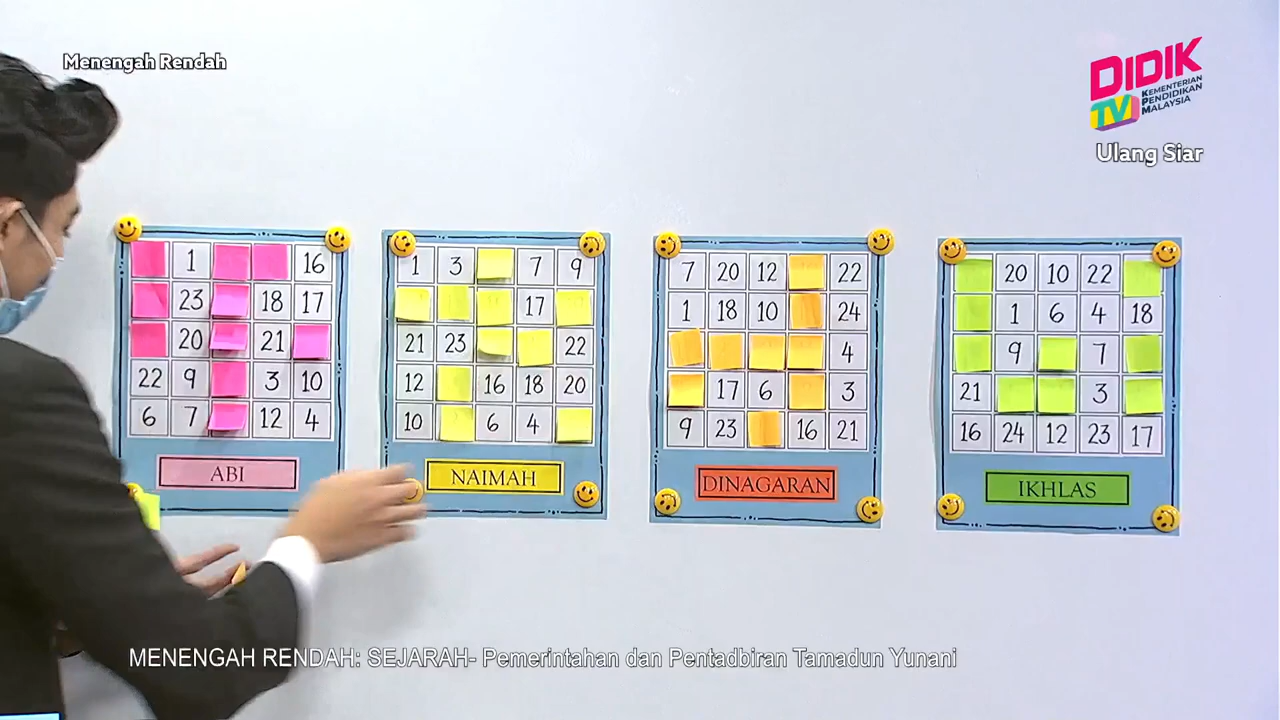 Menengah Rendah
DIDIK
TV
KEMENTERIAN
PENDIDIKAN
MALAYSIA
Ulang Siar
1 16
23 18 17
20 21
22 9 3 10
6 7 12 4
ABI
1 3 7 9
17
21 23 22
12 16 18 20
10 6 4
NAIMAH
7 20 12 22
1 18 10 24
4
17 6 3
9 23 16 21
DINAGARAN
20 10 22
1 6 4 18
9 7
21 3
16 24 12 23 17
IKHLAS
MENENGAH RENDAH: SEJARAH- Pemerintahan dan Pentadbiran Tamadun Yunani